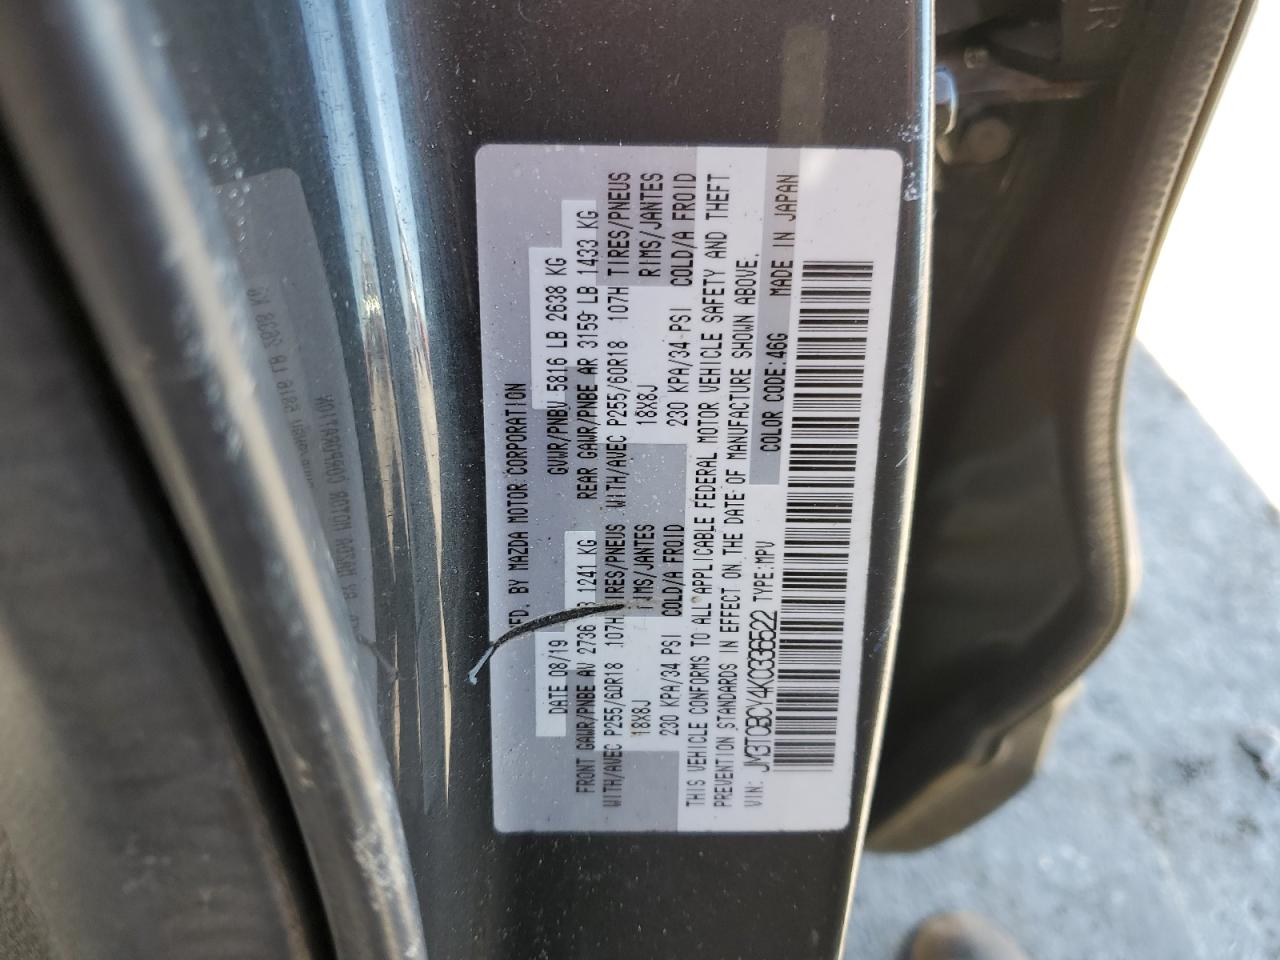 MFD. BY MAZDA MOTOR CORPORATION
DATE 08/19 GVWR/PNBV 5816 LB 2638 KG
FRONT GAWR/PNBE AV 2736 1241 KG REAR GAWR/PNBE AR 3159 LB 1433 KG
WITH/AVEC P255/60R18 107H TIRES/PNEUS WITH/AVEC P255/60R18 107H TIRES/PNEUS
18X8J RIMS/JANTES 18X8J RIMS/JANTES
230 KPA/34 PSI COLD/A FROID 230 KPA/34 PSI COLD/A FROID
THIS VEHICLE CONFORMS TO ALL APPLICABLE FEDERAL MOTOR VEHICLE SAFETY AND THEFT
PREVENTION STANDARDS IN EFFECT ON THE DATE OF MANUFACTURE SHOWN ABOVE.
VIN: JM3TCBCY4K0336522 TYPE:MPV COLOR CODE:46G MADE IN JAPAN